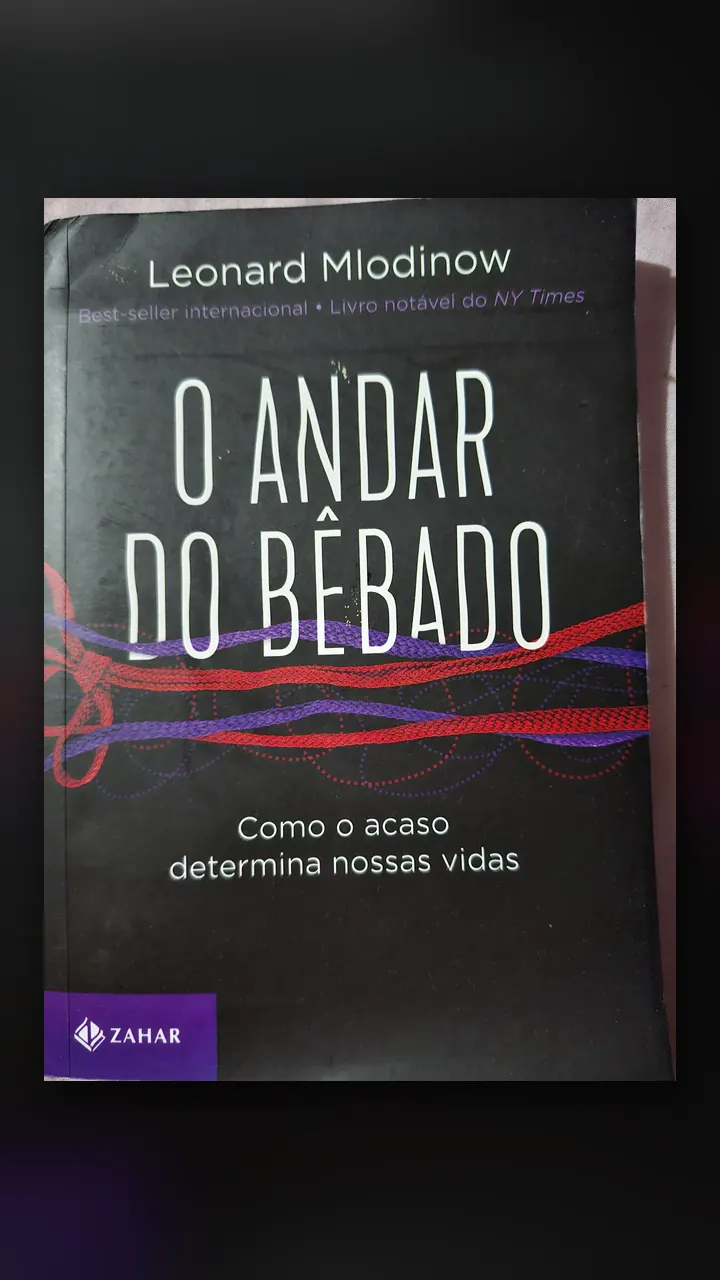 Leonard Mlodinow
Best-seller internacional • Livro notável do NY Times
O ANDAR
DO BÊBADO
Como o acaso
determina nossas vidas
ZAHAR